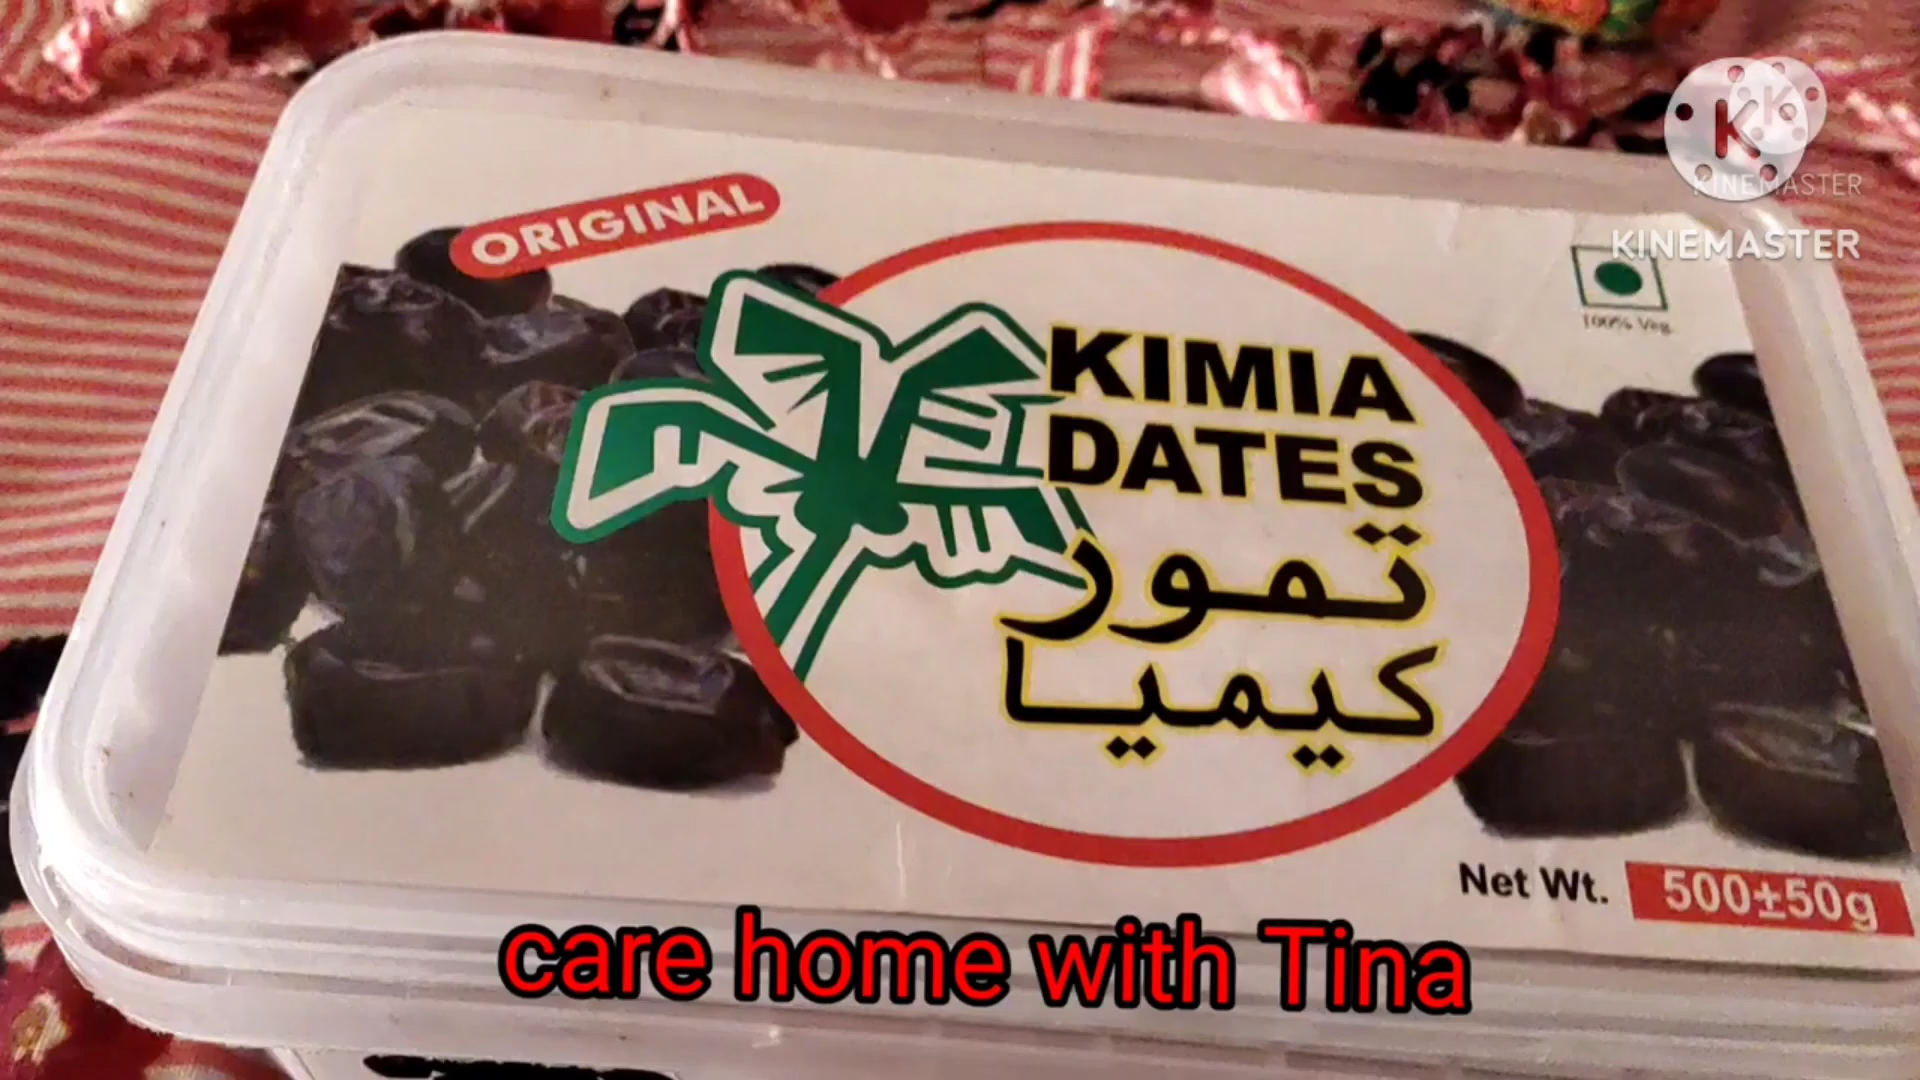 KINEMASTER
KINEMASTER
ORIGINAL
100% Veg
KIMIA
DATES
تمور
كيميا
Net Wt. 500±50g
care home with Tina